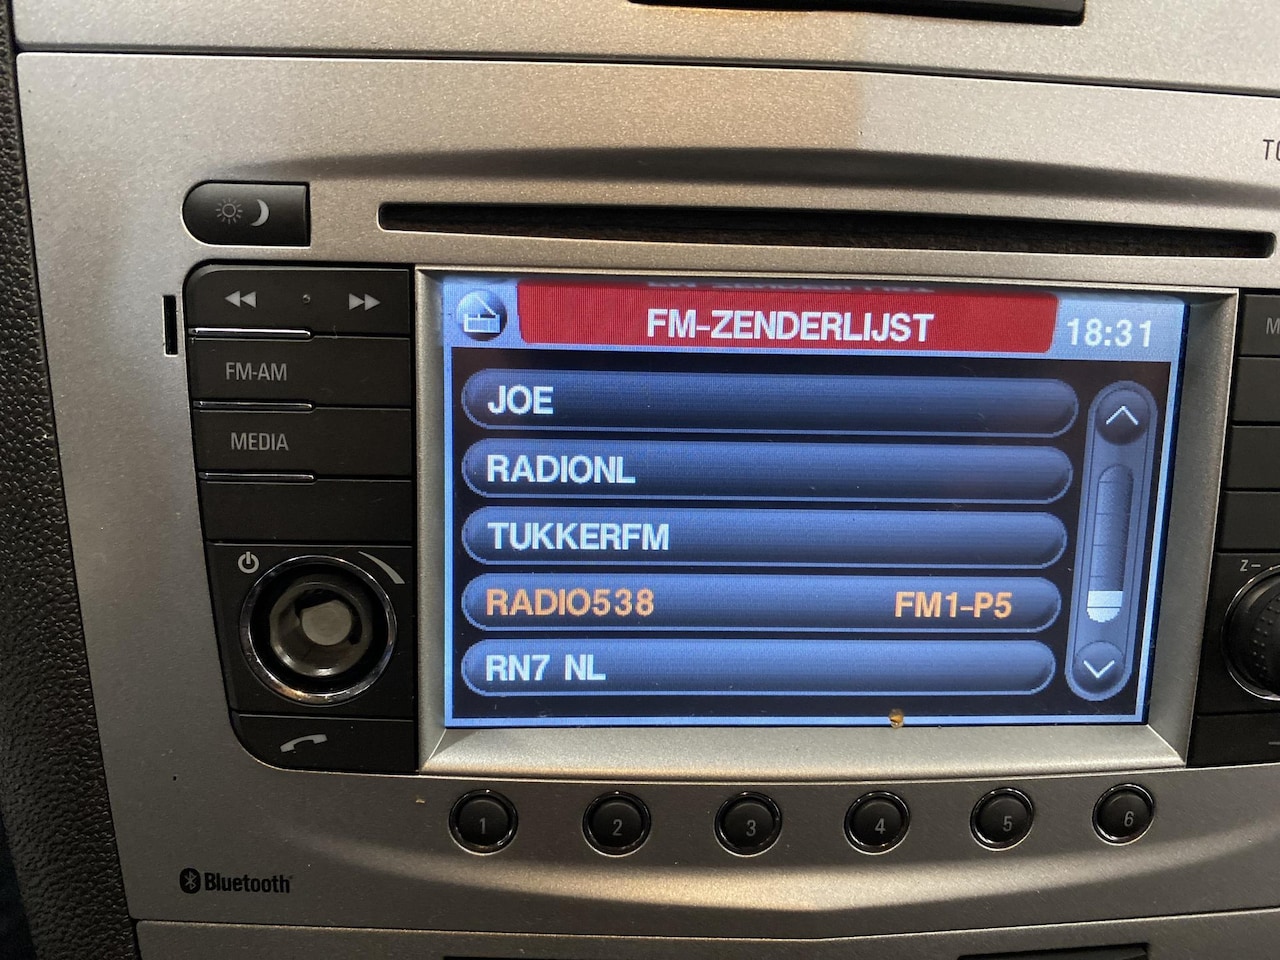 TO
FM-ZENDERLIJST
18:31
JOE
RADIONL
TUKKERFM
RADIO538 FM1-P5
RN7 NL
FM-AM
MEDIA
M
Z-
1 2 3 4 5 6
Bluetooth